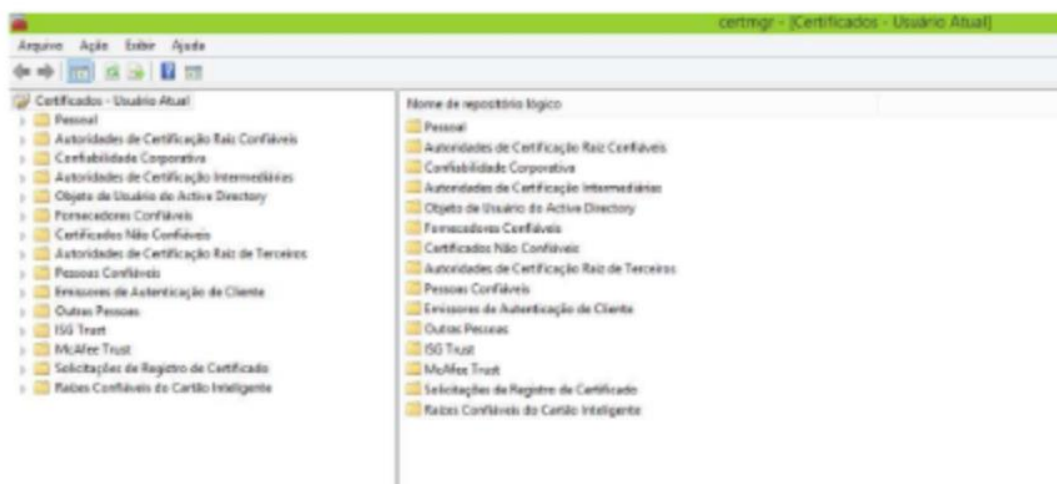 certmgr - [Certificados - Usuário Atual]
Arquivo Ação Exibir Ajuda
Certificados - Usuário Atual
Pessoal
Autoridades de Certificação Raiz Confiáveis
Confiabilidade Corporativa
Autoridades de Certificação Intermediárias
Objeto de Usuário do Active Directory
Fornecedores Confiáveis
Certificados Não Confiáveis
Autoridades de Certificação Raiz de Terceiros
Pessoas Confiáveis
Emissores de Autenticação de Cliente
Outras Pessoas
ISG Trust
McAfee Trust
Solicitações de Registro de Certificado
Raízes Confiáveis do Cartão Inteligente
Nome de repositório lógico
Pessoal
Autoridades de Certificação Raiz Confiáveis
Confiabilidade Corporativa
Autoridades de Certificação Intermediárias
Objeto de Usuário do Active Directory
Fornecedores Confiáveis
Certificados Não Confiáveis
Autoridades de Certificação Raiz de Terceiros
Pessoas Confiáveis
Emissores de Autenticação de Cliente
Outras Pessoas
ISG Trust
McAfee Trust
Solicitações de Registro de Certificado
Raízes Confiáveis do Cartão Inteligente